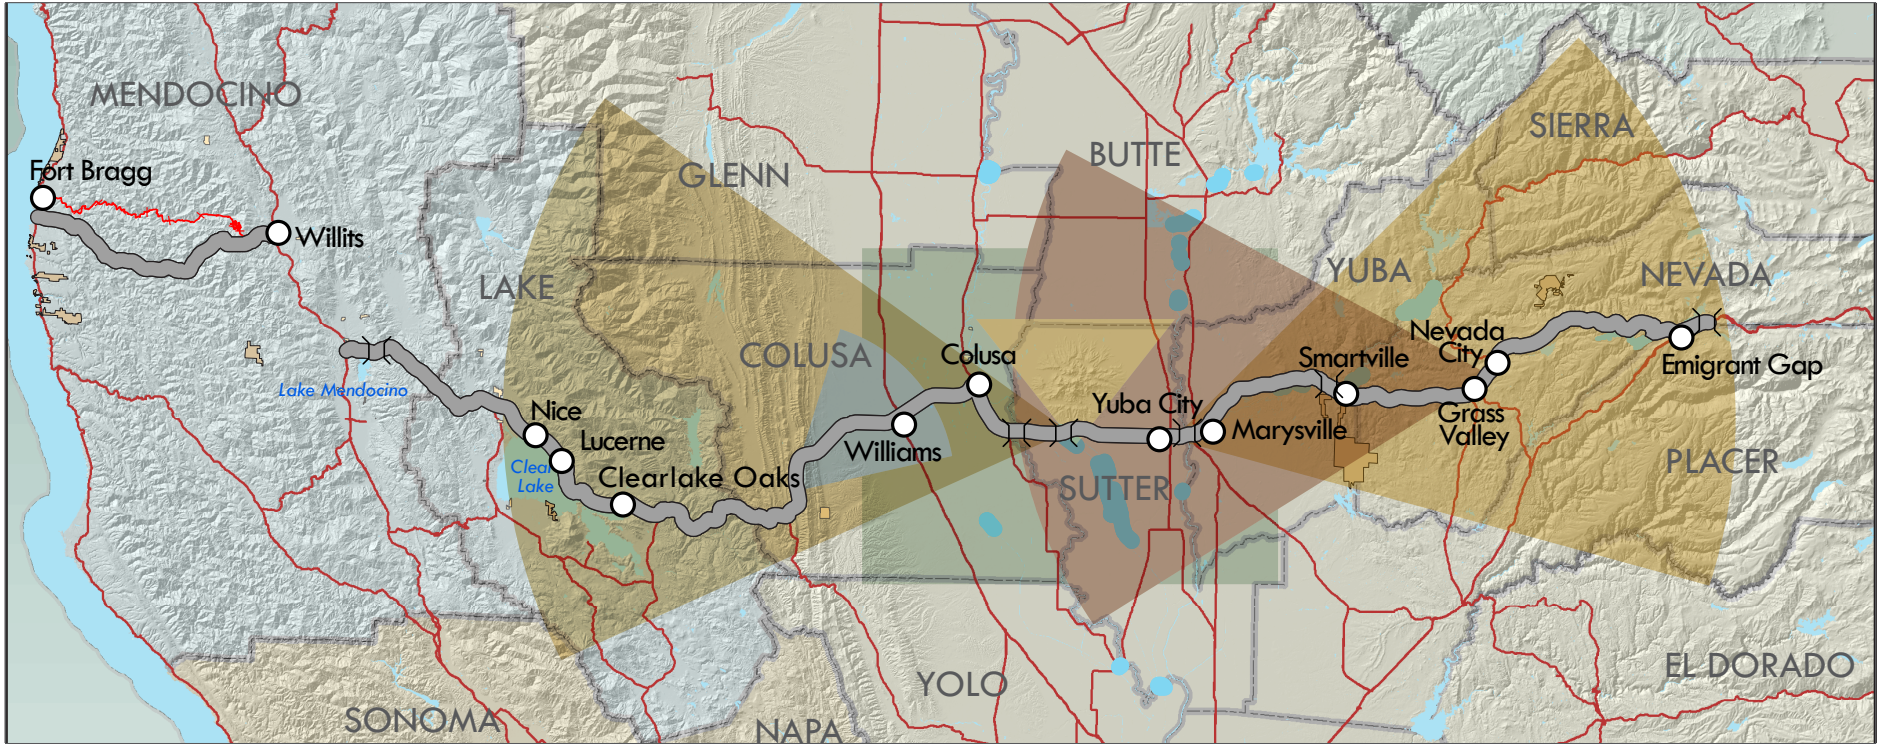 MENDOCINO
SIERRA
BUTTE
Fort Bragg
GLENN
Willits
YUBA
NEVADA
LAKE
Nevada
City
COLUSA
Colusa
Smartville
Emigrant Gap
Lake Mendocino
Nice
Yuba City
Grass
Valley
Lucerne
Marysville
Williams
Clear
Lake
Clearlake Oaks
SUTTER
PLACER
YOLO
EL DORADO
SONOMA
NAPA